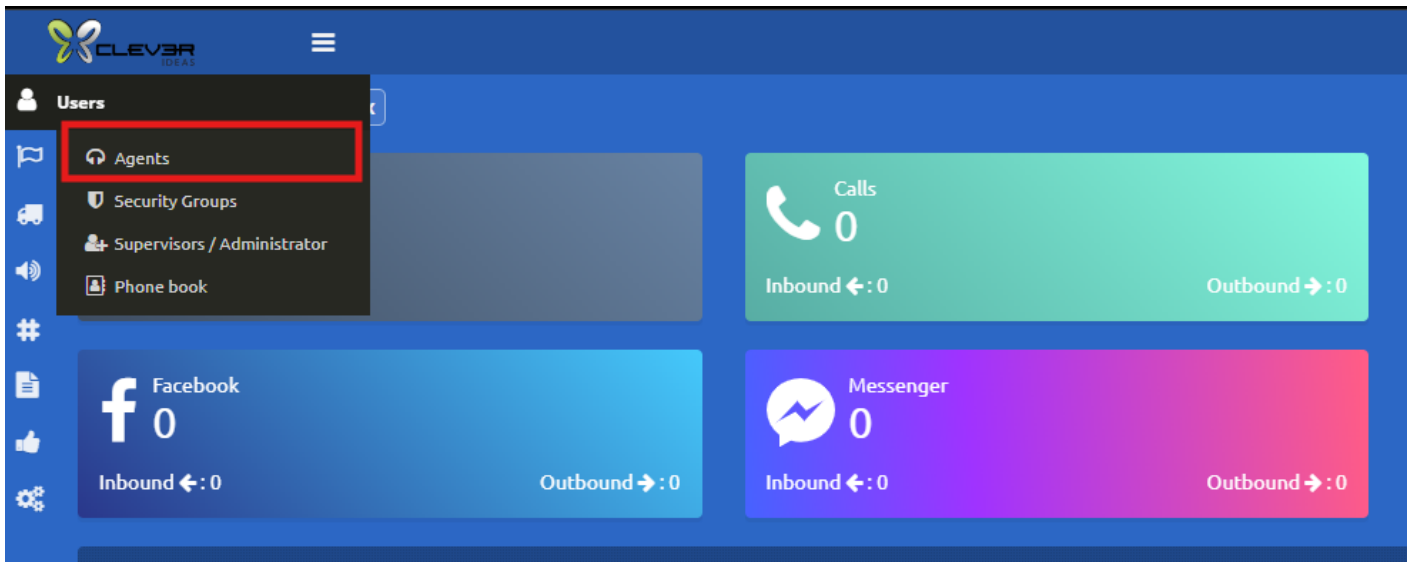 CLEV3R
IDEAS
Users
Agents
Security Groups
Supervisors / Administrator
Phone book
Calls
0
Inbound ←: 0 Outbound →: 0
Facebook
0
Inbound ←: 0 Outbound →: 0
Messenger
0
Inbound ←: 0 Outbound →: 0